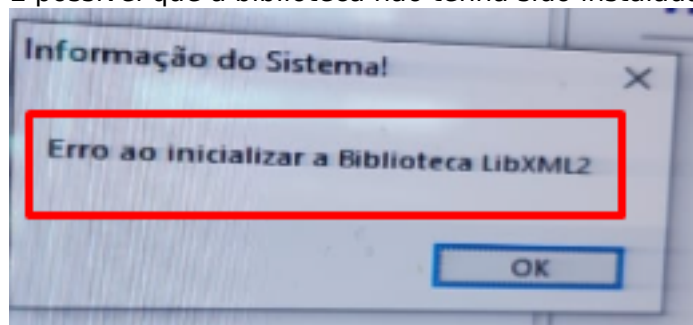 Informação do Sistema!
Erro ao inicializar a Biblioteca LibXML2
OK